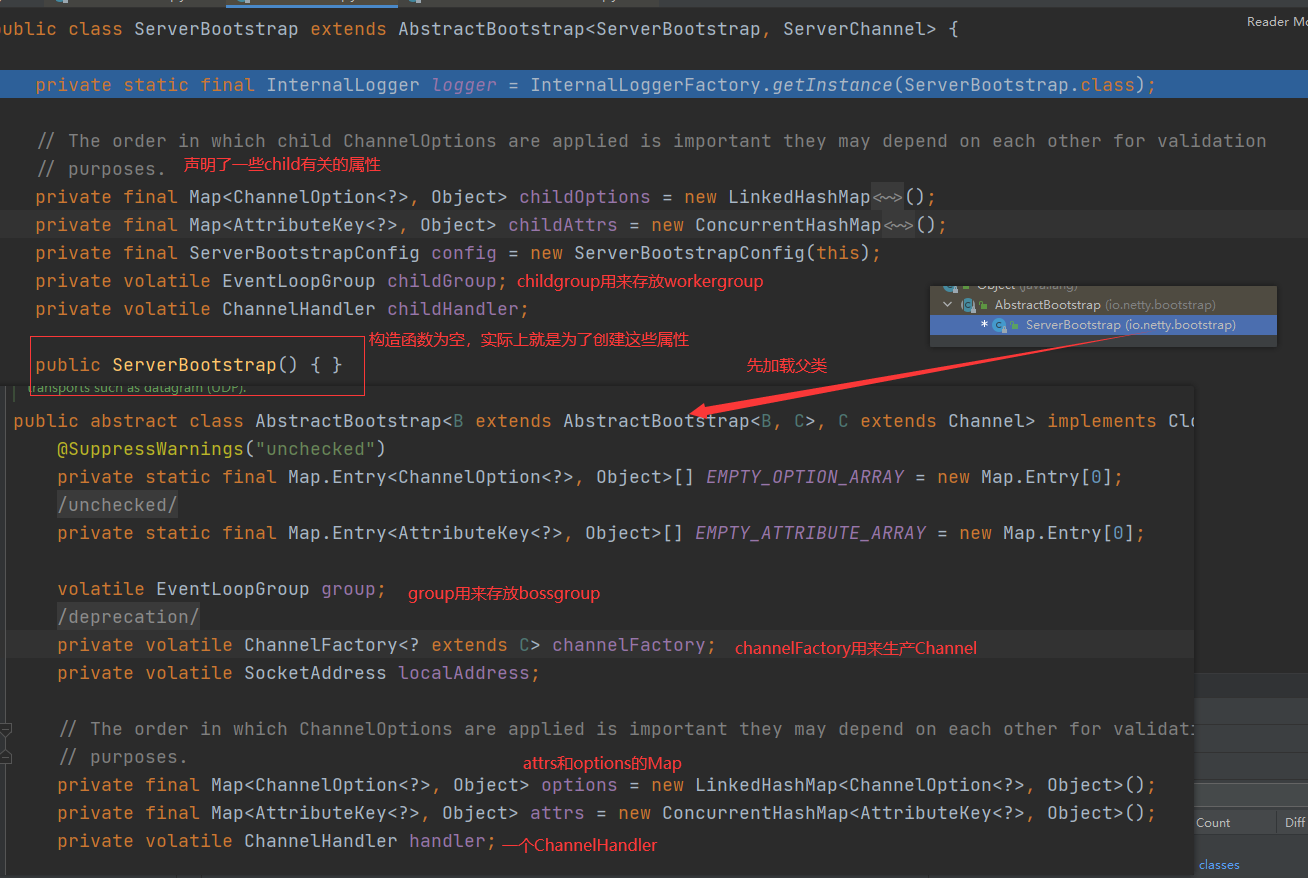 ublic class ServerBootstrap extends AbstractBootstrap<ServerBootstrap, ServerChannel> {
Reader Mo
private static final InternalLogger logger = InternalLoggerFactory.getInstance(ServerBootstrap.class);
// The order in which child ChannelOptions are applied is important they may depend on each other for validation
// purposes. 声明了一些child有关的属性
private final Map<ChannelOption<?>, Object> childOptions = new LinkedHashMap<~>();
private final Map<AttributeKey<?>, Object> childAttrs = new ConcurrentHashMap<~>();
private final ServerBootstrapConfig config = new ServerBootstrapConfig(this);
private volatile EventLoopGroup childGroup; childgroup用来存放workergroup
Object (java.lang)
AbstractBootstrap (io.netty.bootstrap)
private volatile ChannelHandler childHandler;
* ServerBootstrap (io.netty.bootstrap)
构造函数为空，实际上就是为了创建这些属性
public ServerBootstrap() { }
先加载父类
transports such as datagram (UDP).
public abstract class AbstractBootstrap<B extends AbstractBootstrap<B, C>, C extends Channel> implements Clo
@SuppressWarnings("unchecked")
private static final Map.Entry<ChannelOption<?>, Object>[] EMPTY_OPTION_ARRAY = new Map.Entry[0];
/unchecked/
private static final Map.Entry<AttributeKey<?>, Object>[] EMPTY_ATTRIBUTE_ARRAY = new Map.Entry[0];
volatile EventLoopGroup group; group用来存放bossgroup
/deprecation/
private volatile ChannelFactory<? extends C> channelFactory; channelFactory用来生产Channel
private volatile SocketAddress localAddress;
// The order in which ChannelOptions are applied is important they may depend on each other for validati
// purposes.
attrs和options的Map
private final Map<ChannelOption<?>, Object> options = new LinkedHashMap<ChannelOption<?>, Object>();
private final Map<AttributeKey<?>, Object> attrs = new ConcurrentHashMap<AttributeKey<?>, Object>();
private volatile ChannelHandler handler; 一个ChannelHandler
Count
Diff
classes